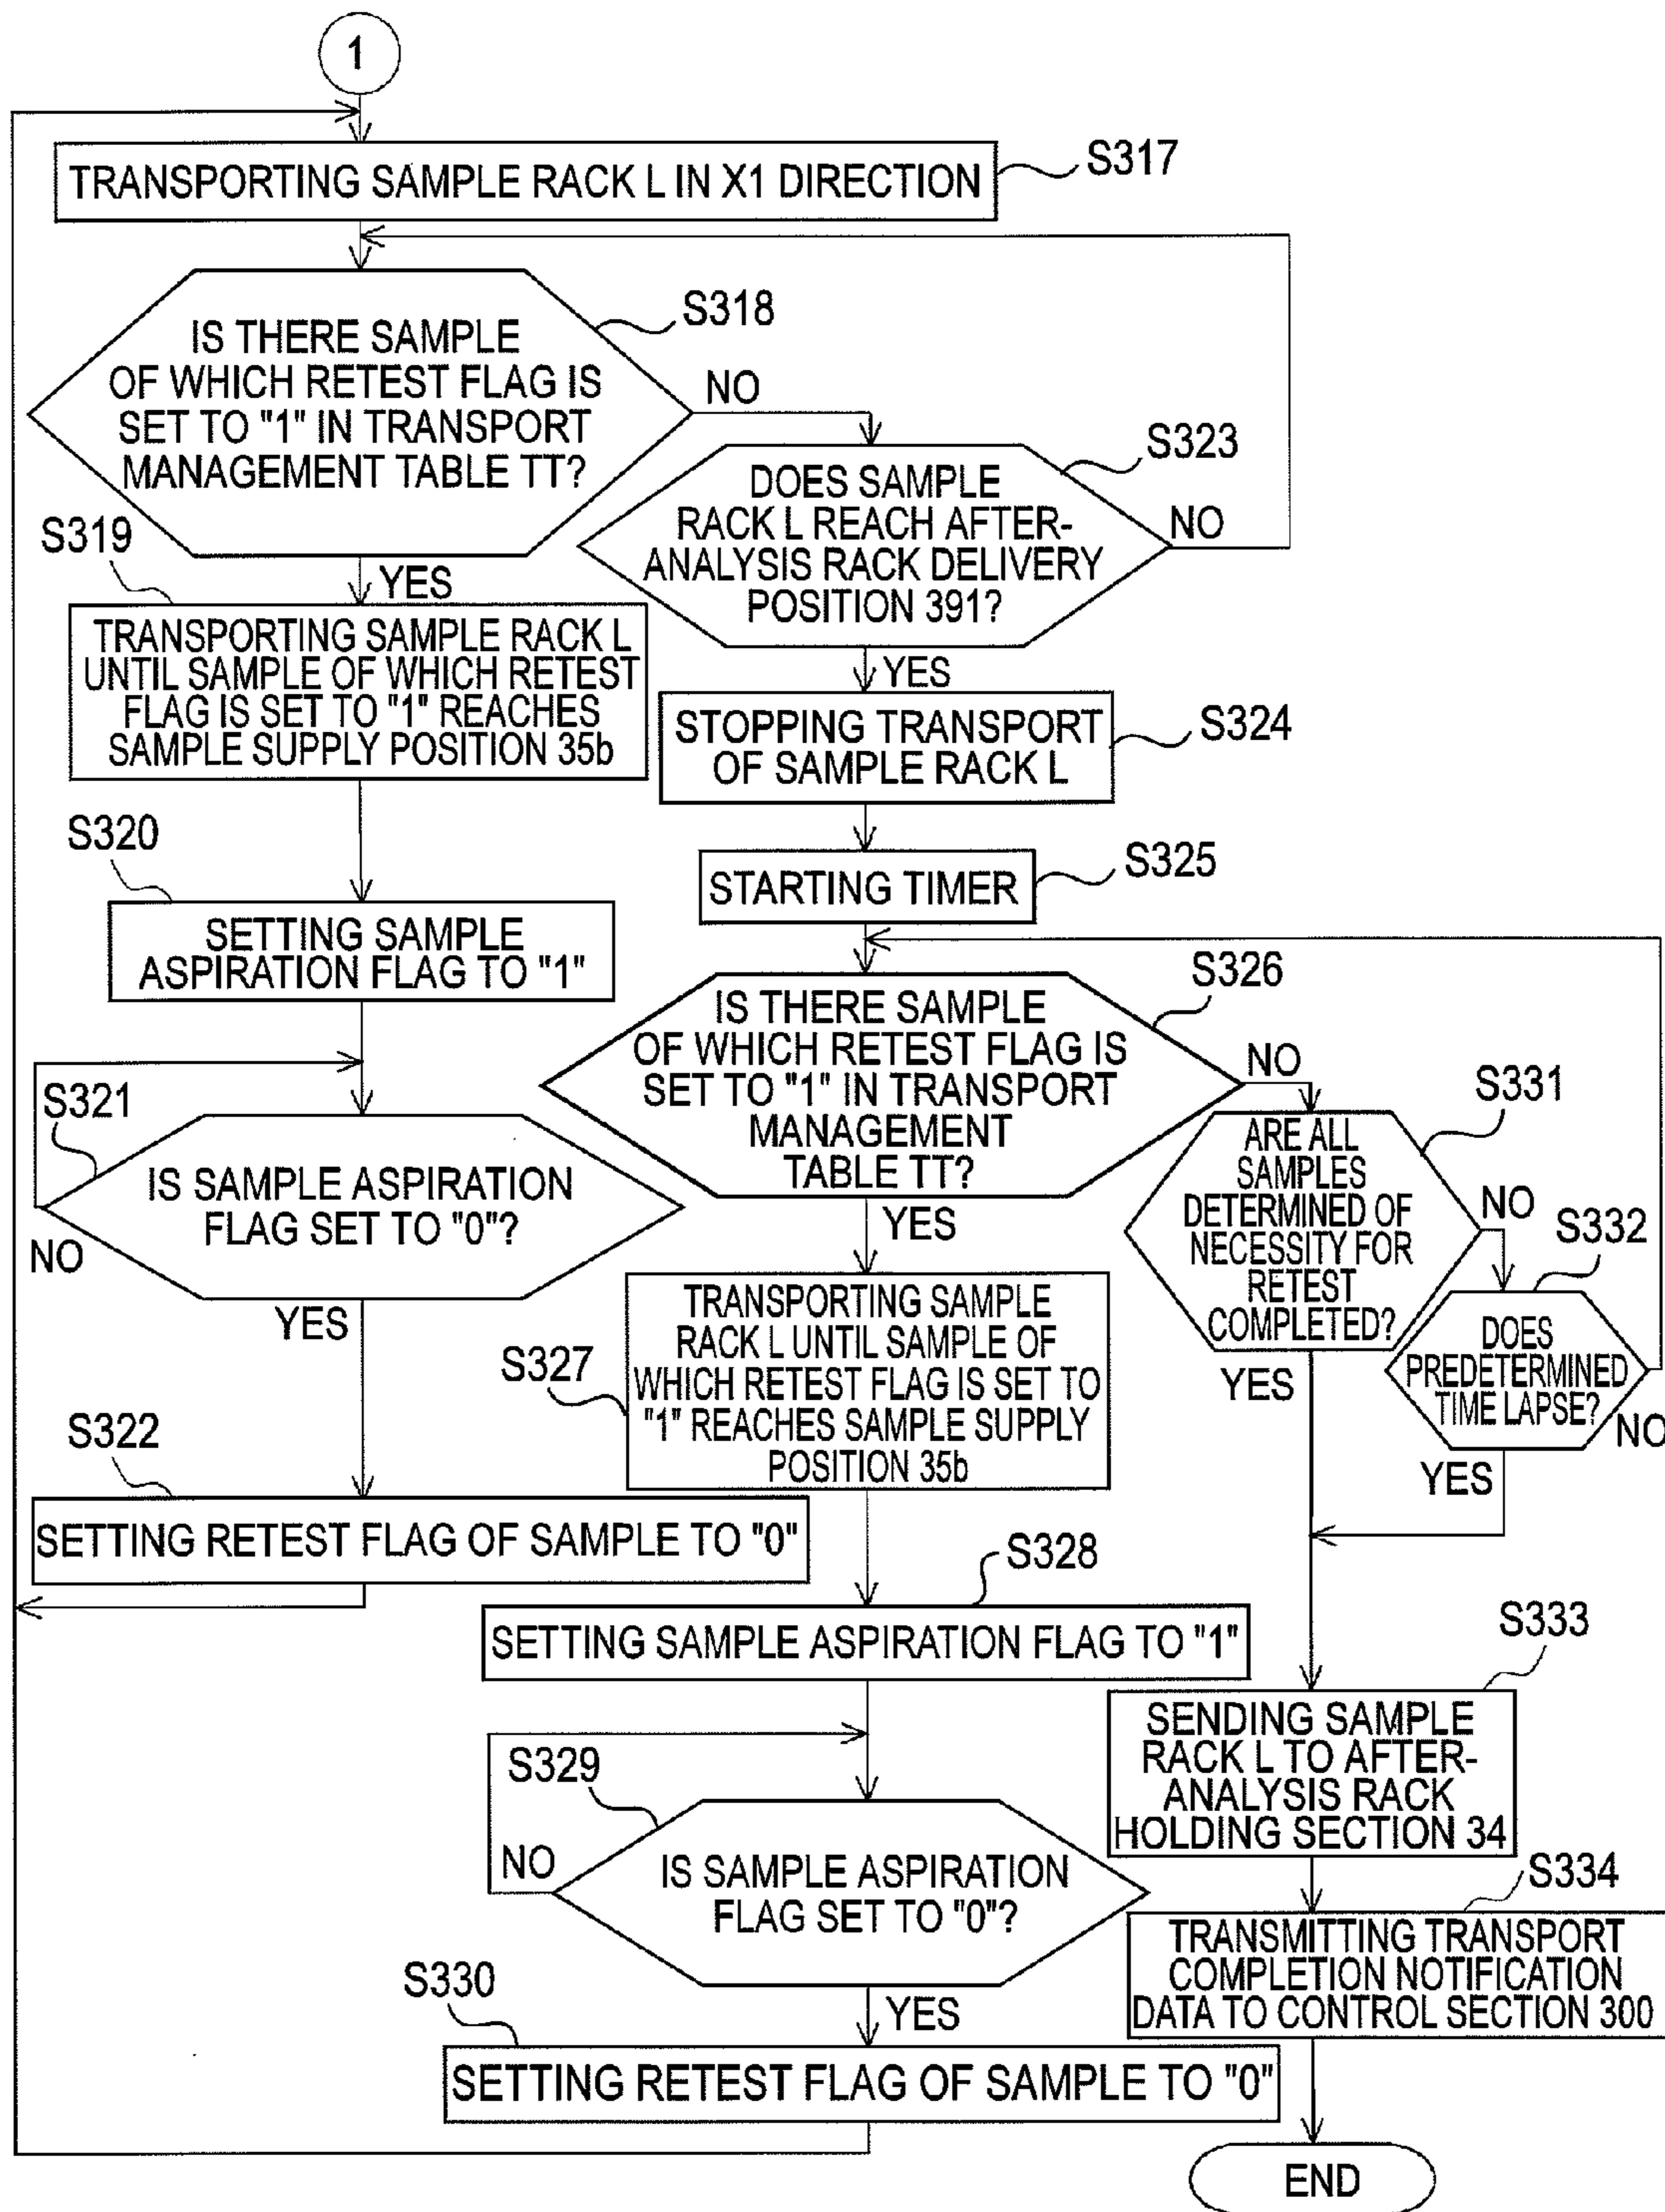 1
TRANSPORTING SAMPLE RACK L IN X1 DIRECTION
S317
IS THERE SAMPLE
OF WHICH RETEST FLAG IS
SET TO "1" IN TRANSPORT
MANAGEMENT TABLE TT?
S318
NO
YES
DOES SAMPLE
RACK L REACH AFTER-
ANALYSIS RACK DELIVERY
POSITION 391?
S323
NO
YES
S319
TRANSPORTING SAMPLE RACK L
UNTIL SAMPLE OF WHICH RETEST
FLAG IS SET TO "1" REACHES
SAMPLE SUPPLY POSITION 35b
STOPPING TRANSPORT
OF SAMPLE RACK L
S324
S320
SETTING SAMPLE
ASPIRATION FLAG TO "1"
STARTING TIMER
S325
S321
IS SAMPLE ASPIRATION
FLAG SET TO "0"?
NO
YES
IS THERE SAMPLE
OF WHICH RETEST FLAG IS
SET TO "1" IN TRANSPORT
MANAGEMENT
TABLE TT?
S326
NO
YES
ARE ALL
SAMPLES
DETERMINED OF
NECESSITY FOR
RETEST
COMPLETED?
S331
NO
YES
DOES
PREDETERMINED
TIME LAPSE?
S332
NO
YES
S327
TRANSPORTING SAMPLE
RACK L UNTIL SAMPLE OF
WHICH RETEST FLAG IS SET TO
"1" REACHES SAMPLE SUPPLY
POSITION 35b
S322
SETTING RETEST FLAG OF SAMPLE TO "0"
S328
SETTING SAMPLE ASPIRATION FLAG TO "1"
S329
IS SAMPLE ASPIRATION
FLAG SET TO "0"?
NO
YES
S330
SETTING RETEST FLAG OF SAMPLE TO "0"
S333
SENDING SAMPLE
RACK L TO AFTER-
ANALYSIS RACK
HOLDING SECTION 34
S334
TRANSMITTING TRANSPORT
COMPLETION NOTIFICATION
DATA TO CONTROL SECTION 300
END